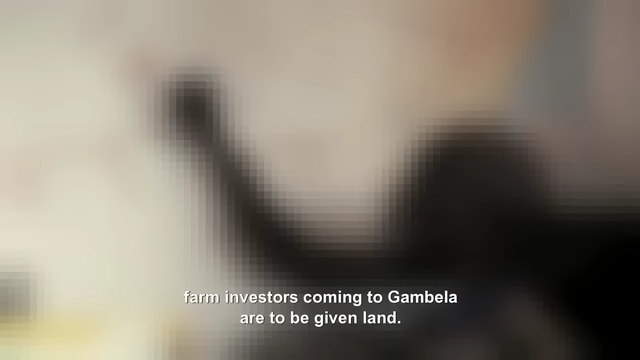 farm investors coming to Gambela
are to be given land.